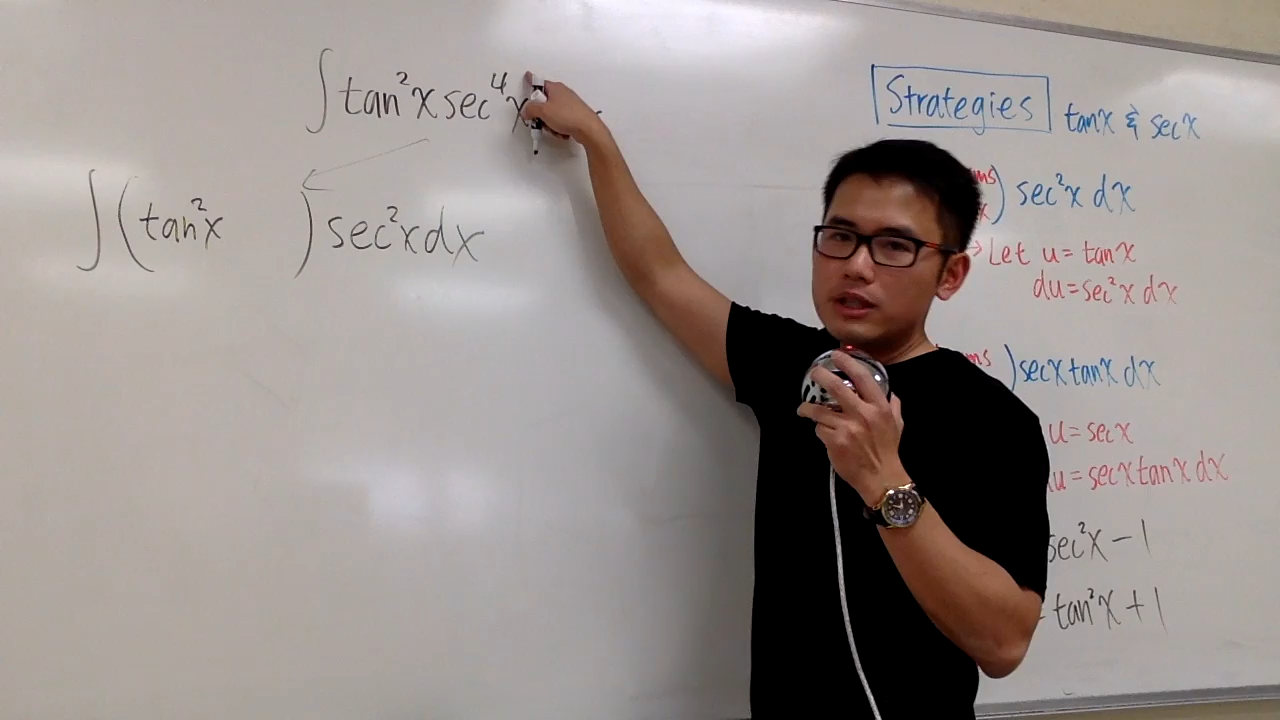 ∫ tan²x sec⁴x
∫(tan²x ) sec²x dx
Strategies tanx & secx
) sec²x dx
→ Let u = tanx
du = sec²x dx
) secx tanx dx
u = secx
du = secx tanx dx
sec²x − 1
= tan²x + 1